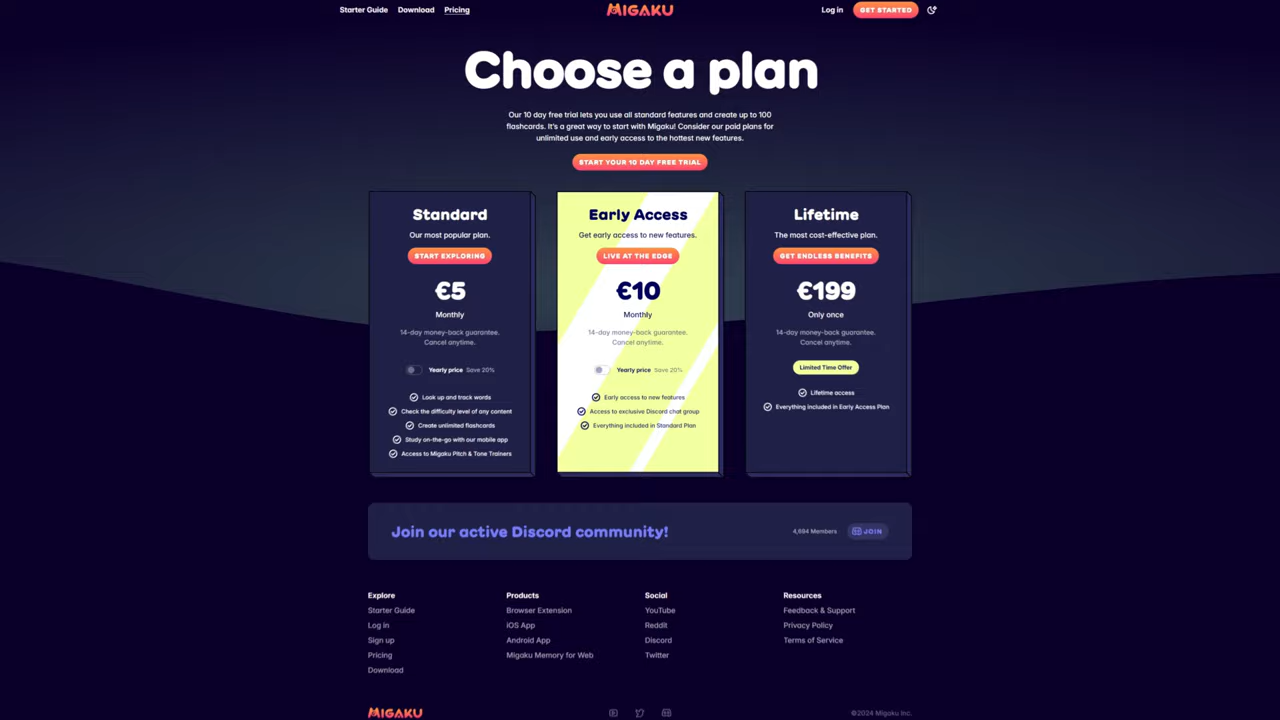 Starter Guide Download Pricing MIGAKU Log in GET STARTED
Choose a plan
Our 10 day free trial lets you use all standard features and create up to 100
flashcards. It's a great way to start with Migaku! Consider our paid plans for
unlimited use and early access to the hottest new features.
START YOUR 10 DAY FREE TRIAL
Standard
Our most popular plan.
START EXPLORING
€5
Monthly
14-day money-back guarantee.
Cancel anytime.
Yearly price Save 20%
Look up and track words
Check the difficulty level of any content
Create unlimited flashcards
Study on-the-go with our mobile app
Access to Migaku Pitch & Tone Trainers
Early Access
Get early access to new features.
LIVE AT THE EDGE
€10
Monthly
14-day money-back guarantee.
Cancel anytime.
Yearly price Save 20%
Early access to new features
Access to exclusive Discord chat group
Everything included in Standard Plan
Lifetime
The most cost-effective plan.
GET ENDLESS BENEFITS
€199
Only once
14-day money-back guarantee.
Cancel anytime.
Limited Time Offer
Lifetime access
Everything included in Early Access Plan
Join our active Discord community!
4,694 Members JOIN
Explore
Starter Guide
Log in
Sign up
Pricing
Download
Products
Browser Extension
iOS App
Android App
Migaku Memory for Web
Social
YouTube
Reddit
Discord
Twitter
Resources
Feedback & Support
Privacy Policy
Terms of Service
MIGAKU
©2024 Migaku Inc.